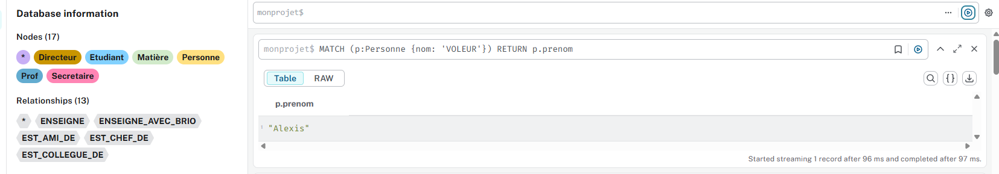 Database information
Nodes (17)
* Directeur Etudiant Matière Personne
Prof Secretaire
Relationships (13)
* ENSEIGNE ENSEIGNE_AVEC_BRIO
EST_AMI_DE EST_CHEF_DE
EST_COLLEGUE_DE
monprojet$
monprojet$ MATCH (p:Personne {nom: 'VOLEUR'}) RETURN p.prenom
Table RAW
p.prenom
1 "Alexis"
Started streaming 1 record after 96 ms and completed after 97 ms.